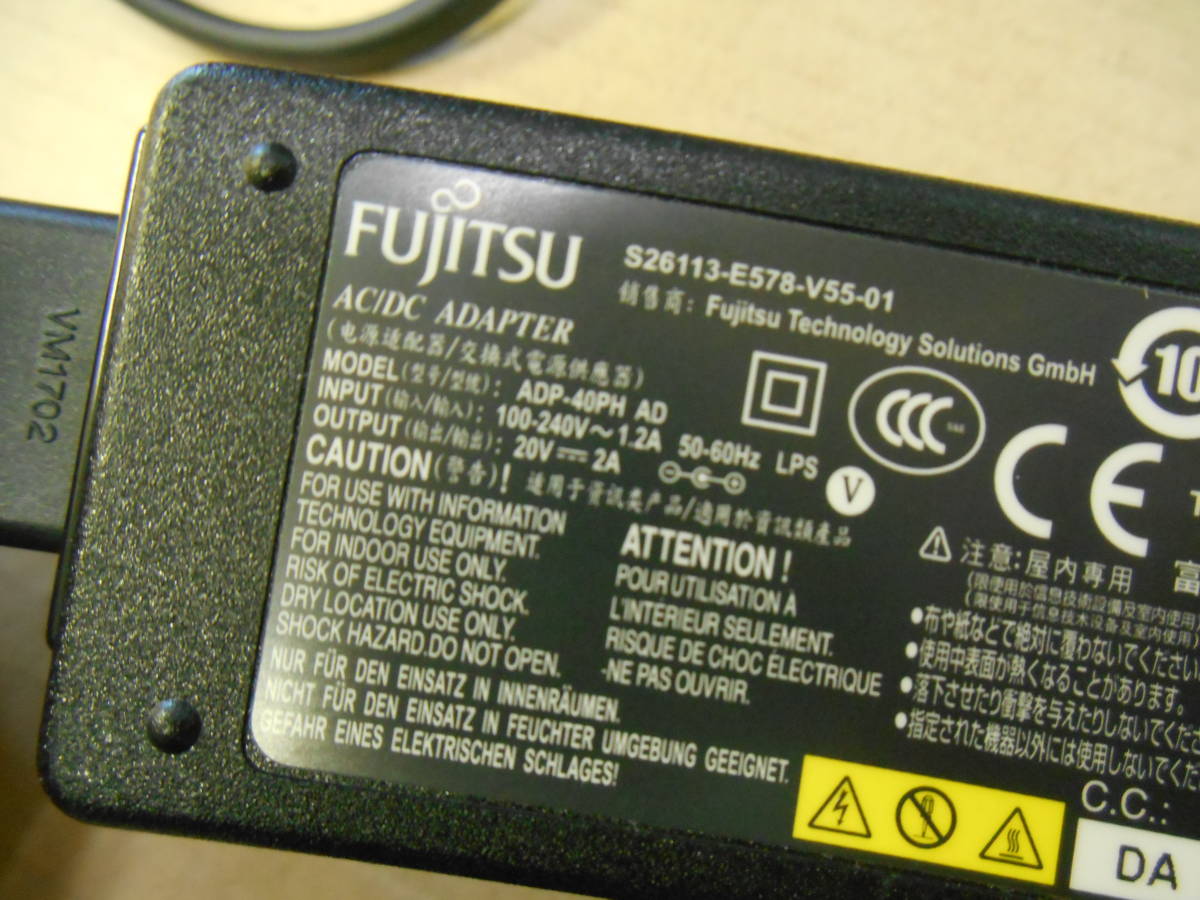 FUJITSU
S26113-E578-V55-01
销售商: Fujitsu Technology Solutions GmbH
AC/DC ADAPTER
(电源适配器/交換式電源供應器)
MODEL(型号/型號): ADP-40PH AD
INPUT(输入/輸入): 100-240V~1.2A 50-60Hz LPS
OUTPUT(输出/輸出): 20V 2A
V
10
CCC
S&E
CE
CAUTION(警告)! 适用于资讯类产品/適用於資訊類產品
FOR USE WITH INFORMATION
TECHNOLOGY EQUIPMENT.
FOR INDOOR USE ONLY.
RISK OF ELECTRIC SHOCK.
DRY LOCATION USE ONLY.
SHOCK HAZARD.DO NOT OPEN.
ATTENTION !
POUR UTILISATION A
L'INTERIEUR SEULEMENT.
RISQUE DE CHOC ELECTRIQUE
-NE PAS OUVRIR.
NUR FÜR DEN EINSATZ IN INNENRÄUMEN.
NICHT FÜR DEN EINSATZ IN FEUCHTER UMGEBUNG GEEIGNET.
GEFAHR EINES ELEKTRISCHEN SCHLAGES!
注意:屋内専用
富
•布や紙などで絶対に覆わないでください
•使用中表面が熱くなることがあります。
•落下させたり衝撃を与えたりしないでくだ
•指定された機器以外には使用しないでくだ
C.C.:
DA
VM1702